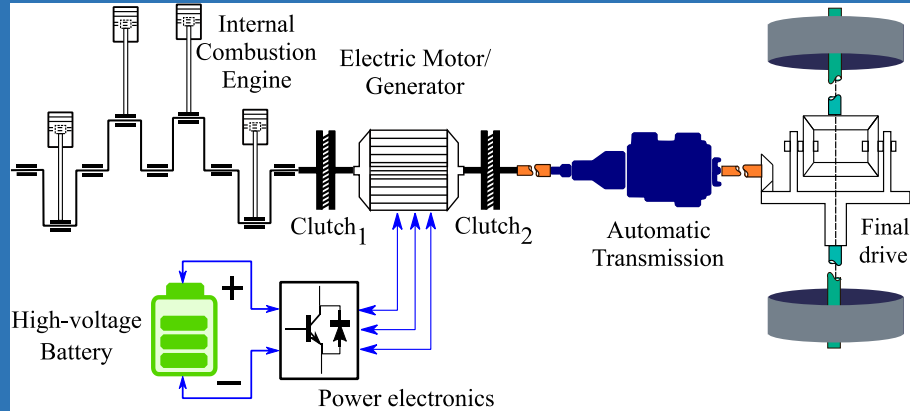 Internal
Combustion
Engine
Electric Motor/
Generator
Clutch1
Clutch2
Automatic
Transmission
Final
drive
High-voltage
Battery
+
−
Power electronics